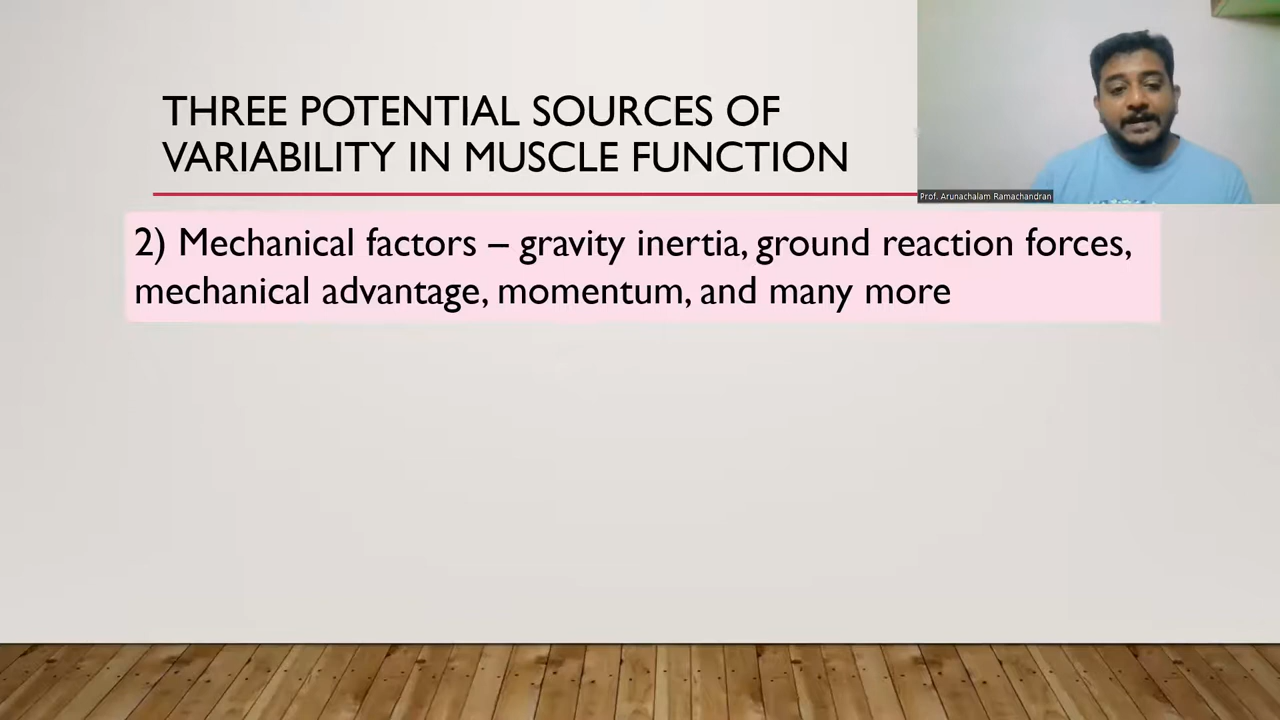 THREE POTENTIAL SOURCES OF
VARIABILITY IN MUSCLE FUNCTION
Prof. Arunachalam Ramachandran
2) Mechanical factors – gravity inertia, ground reaction forces,
mechanical advantage, momentum, and many more